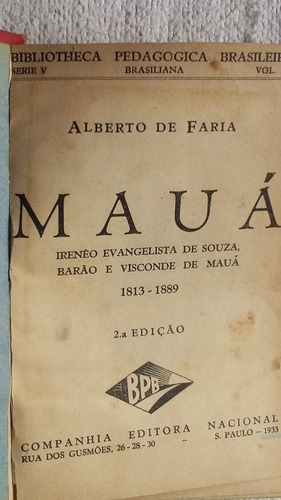 BIBLIOTHECA PEDAGOGICA BRASILEI
SERIE V BRASILIANA VOL.
ALBERTO DE FARIA
MAUÁ
IRENÊO EVANGELISTA DE SOUZA,
BARÃO E VISCONDE DE MAUÁ
1813 - 1889
2.a EDIÇÃO
BPB
COMPANHIA EDITORA NACIONAL
RUA DOS GUSMÕES, 26-28-30 — S. PAULO — 1933